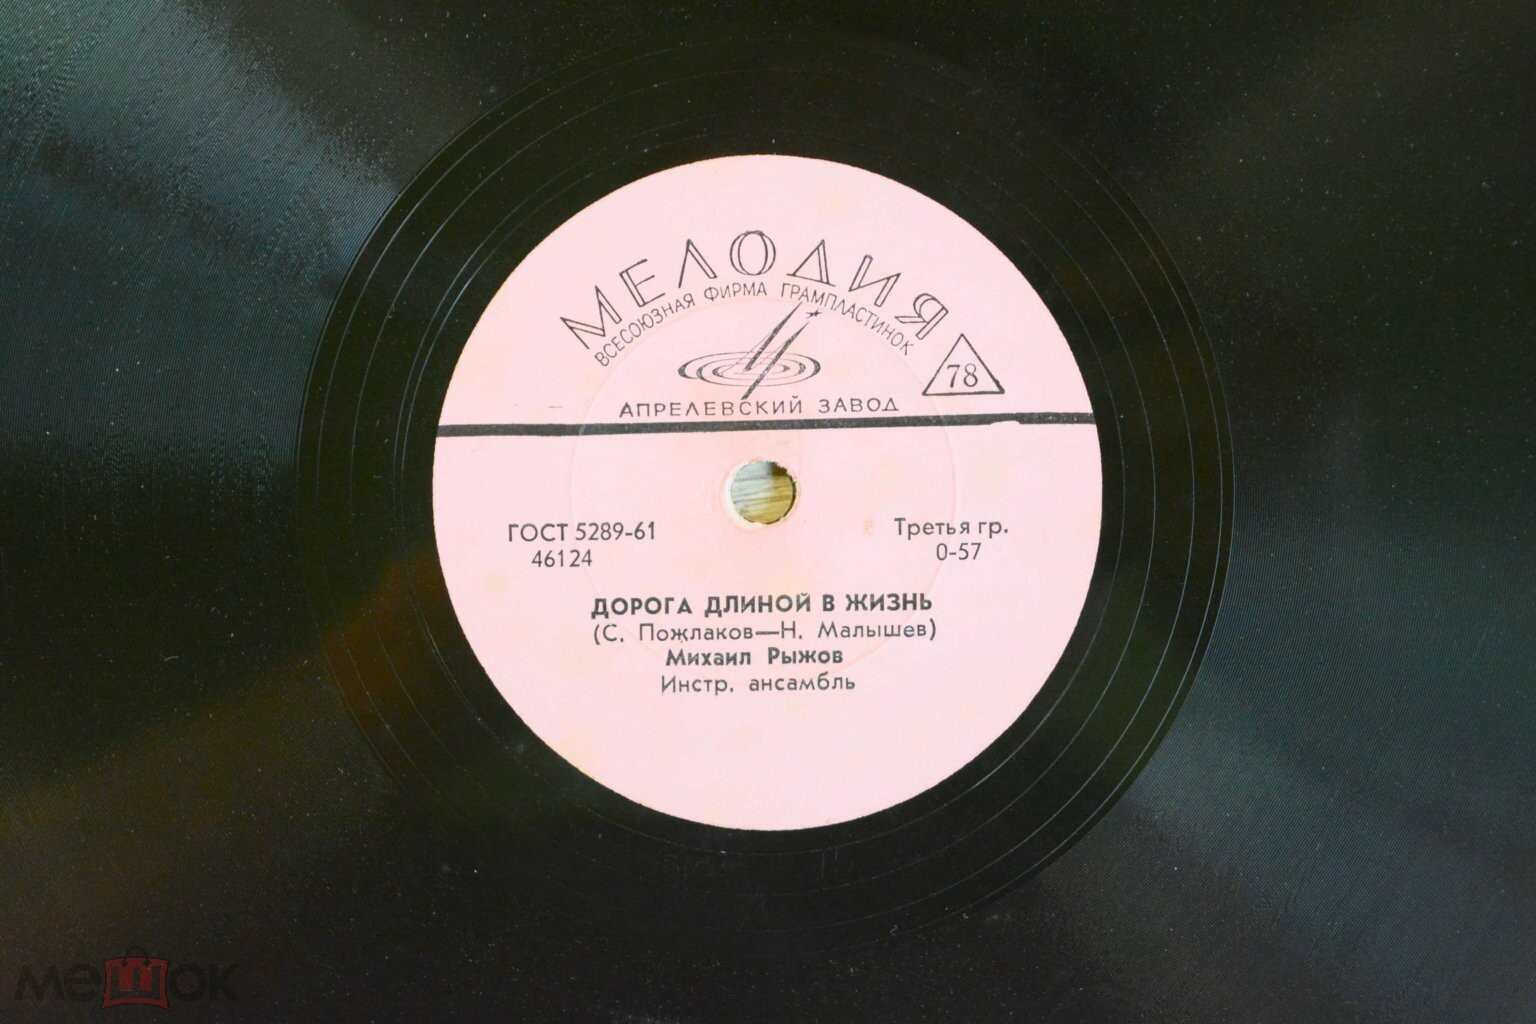 МЕЛОДИЯ
ВСЕСОЮЗНАЯ ФИРМА ГРАМПЛАСТИНОК
78
АПРЕЛЕВСКИЙ ЗАВОД
ГОСТ 5289-61
46124
Третья гр.
0-57
ДОРОГА ДЛИНОЙ В ЖИЗНЬ
(С. Пожлаков—Н. Малышев)
Михаил Рыжов
Инстр. ансамбль
мешок